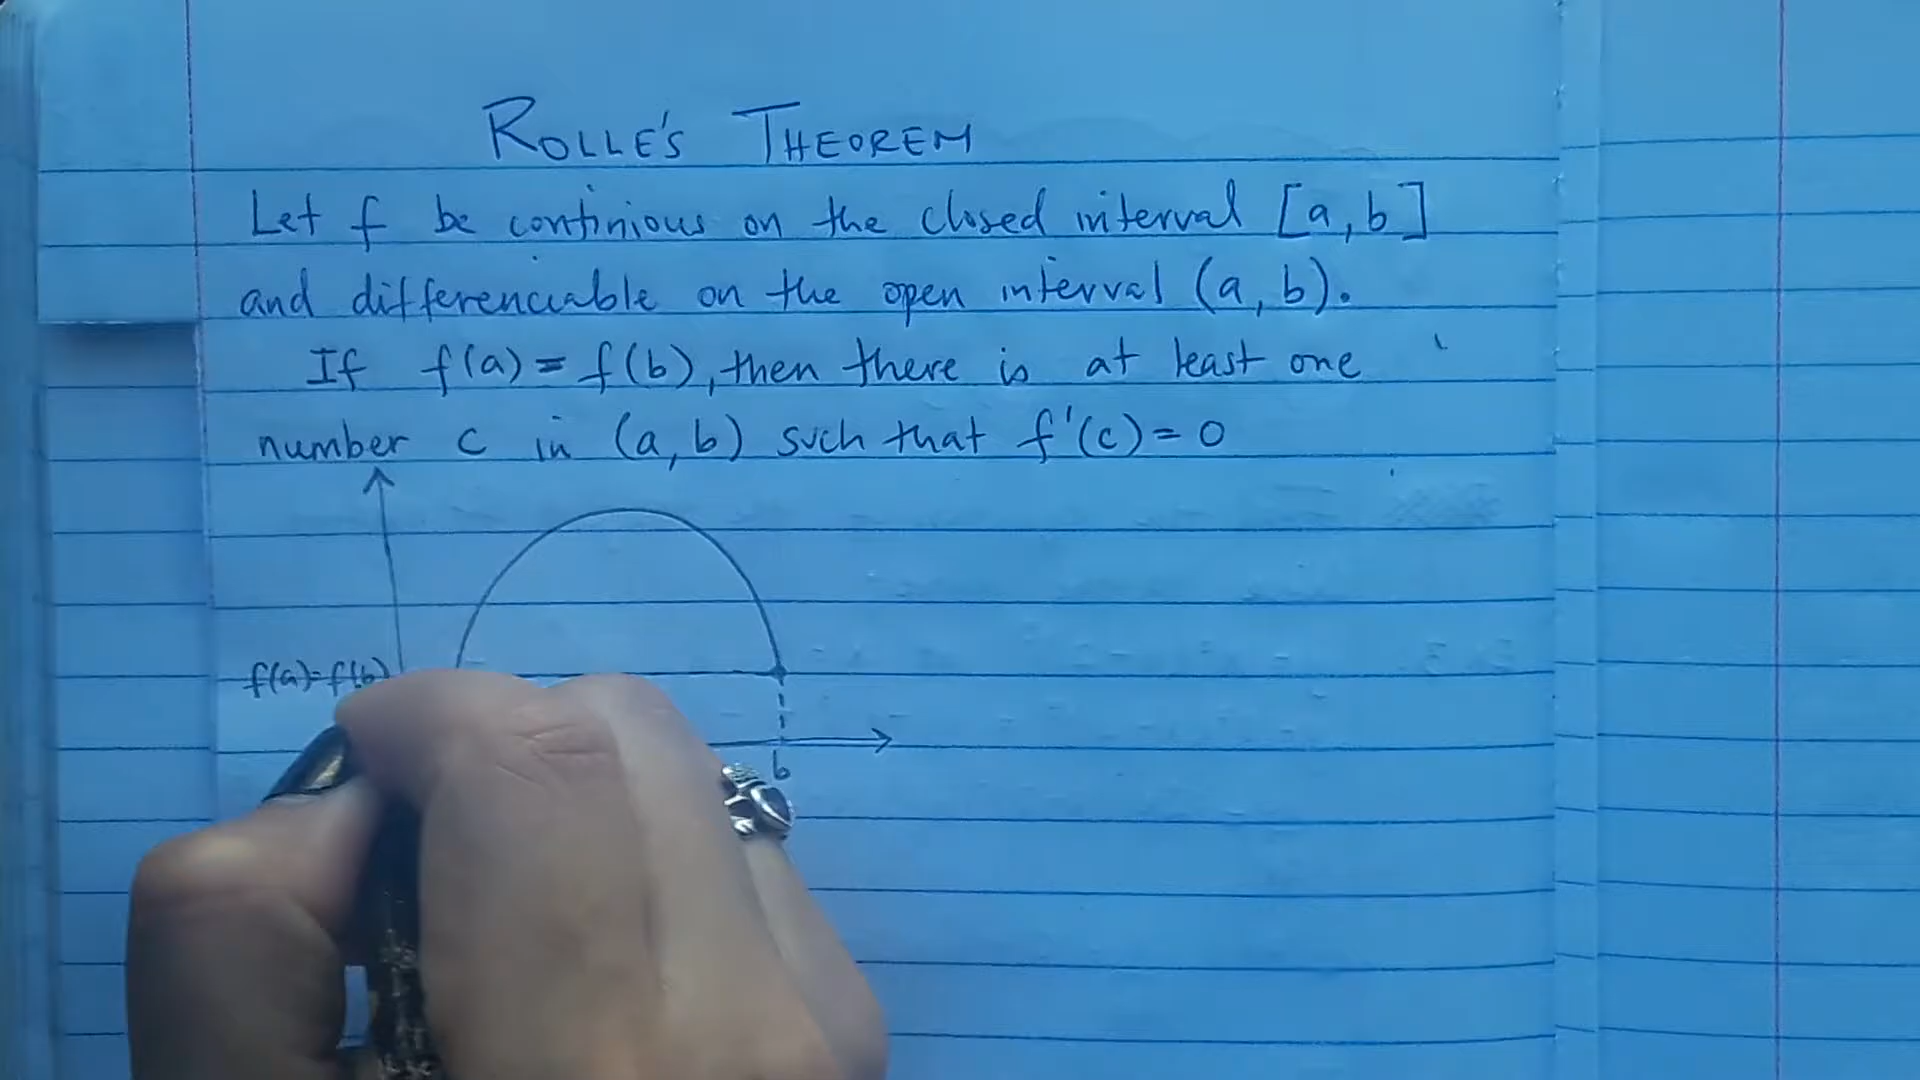 ROLLE'S THEOREM
Let f be continious on the closed interval [a, b]
and differenciable on the open interval (a, b).
If f(a) = f(b), then there is at least one
number c in (a, b) such that f'(c) = 0
f(a)=f(b)
b